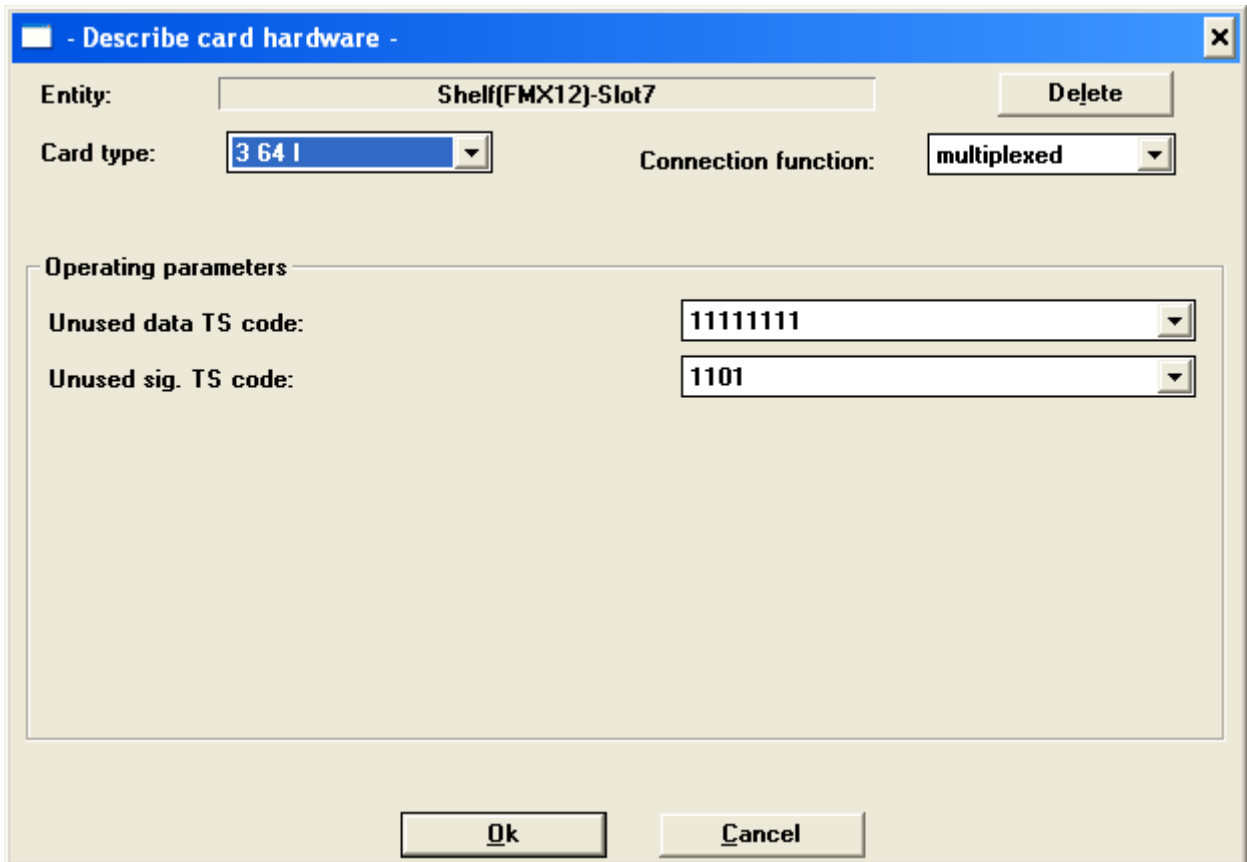 - Describe card hardware -
Entity: Shelf(FMX12)-Slot7 Delete
Card type: 3 64 I Connection function: multiplexed
Operating parameters
Unused data TS code: 11111111
Unused sig. TS code: 1101
Ok Cancel